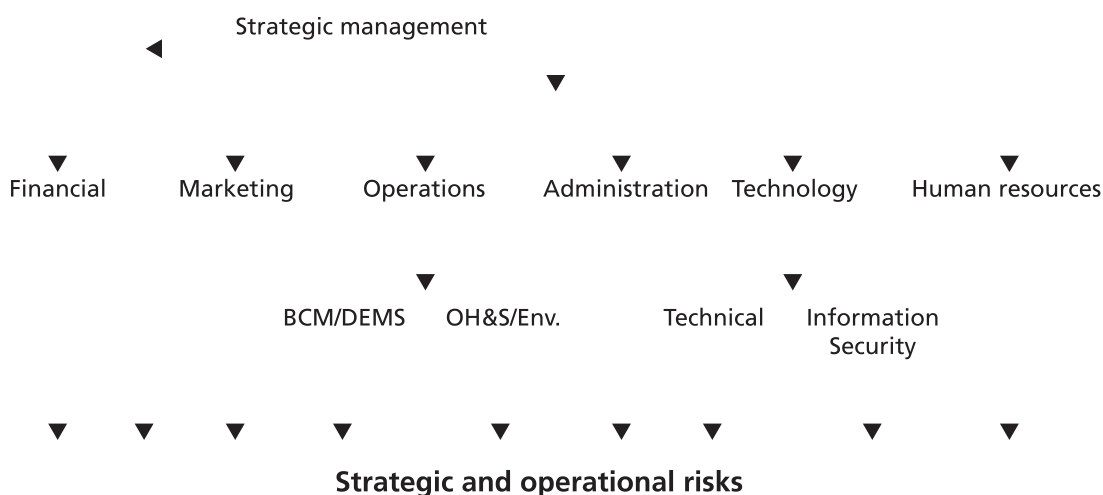 Strategic management
Financial Marketing Operations Administration Technology Human resources
BCM/DEMS OH&S/Env. Technical Information
Security
Strategic and operational risks